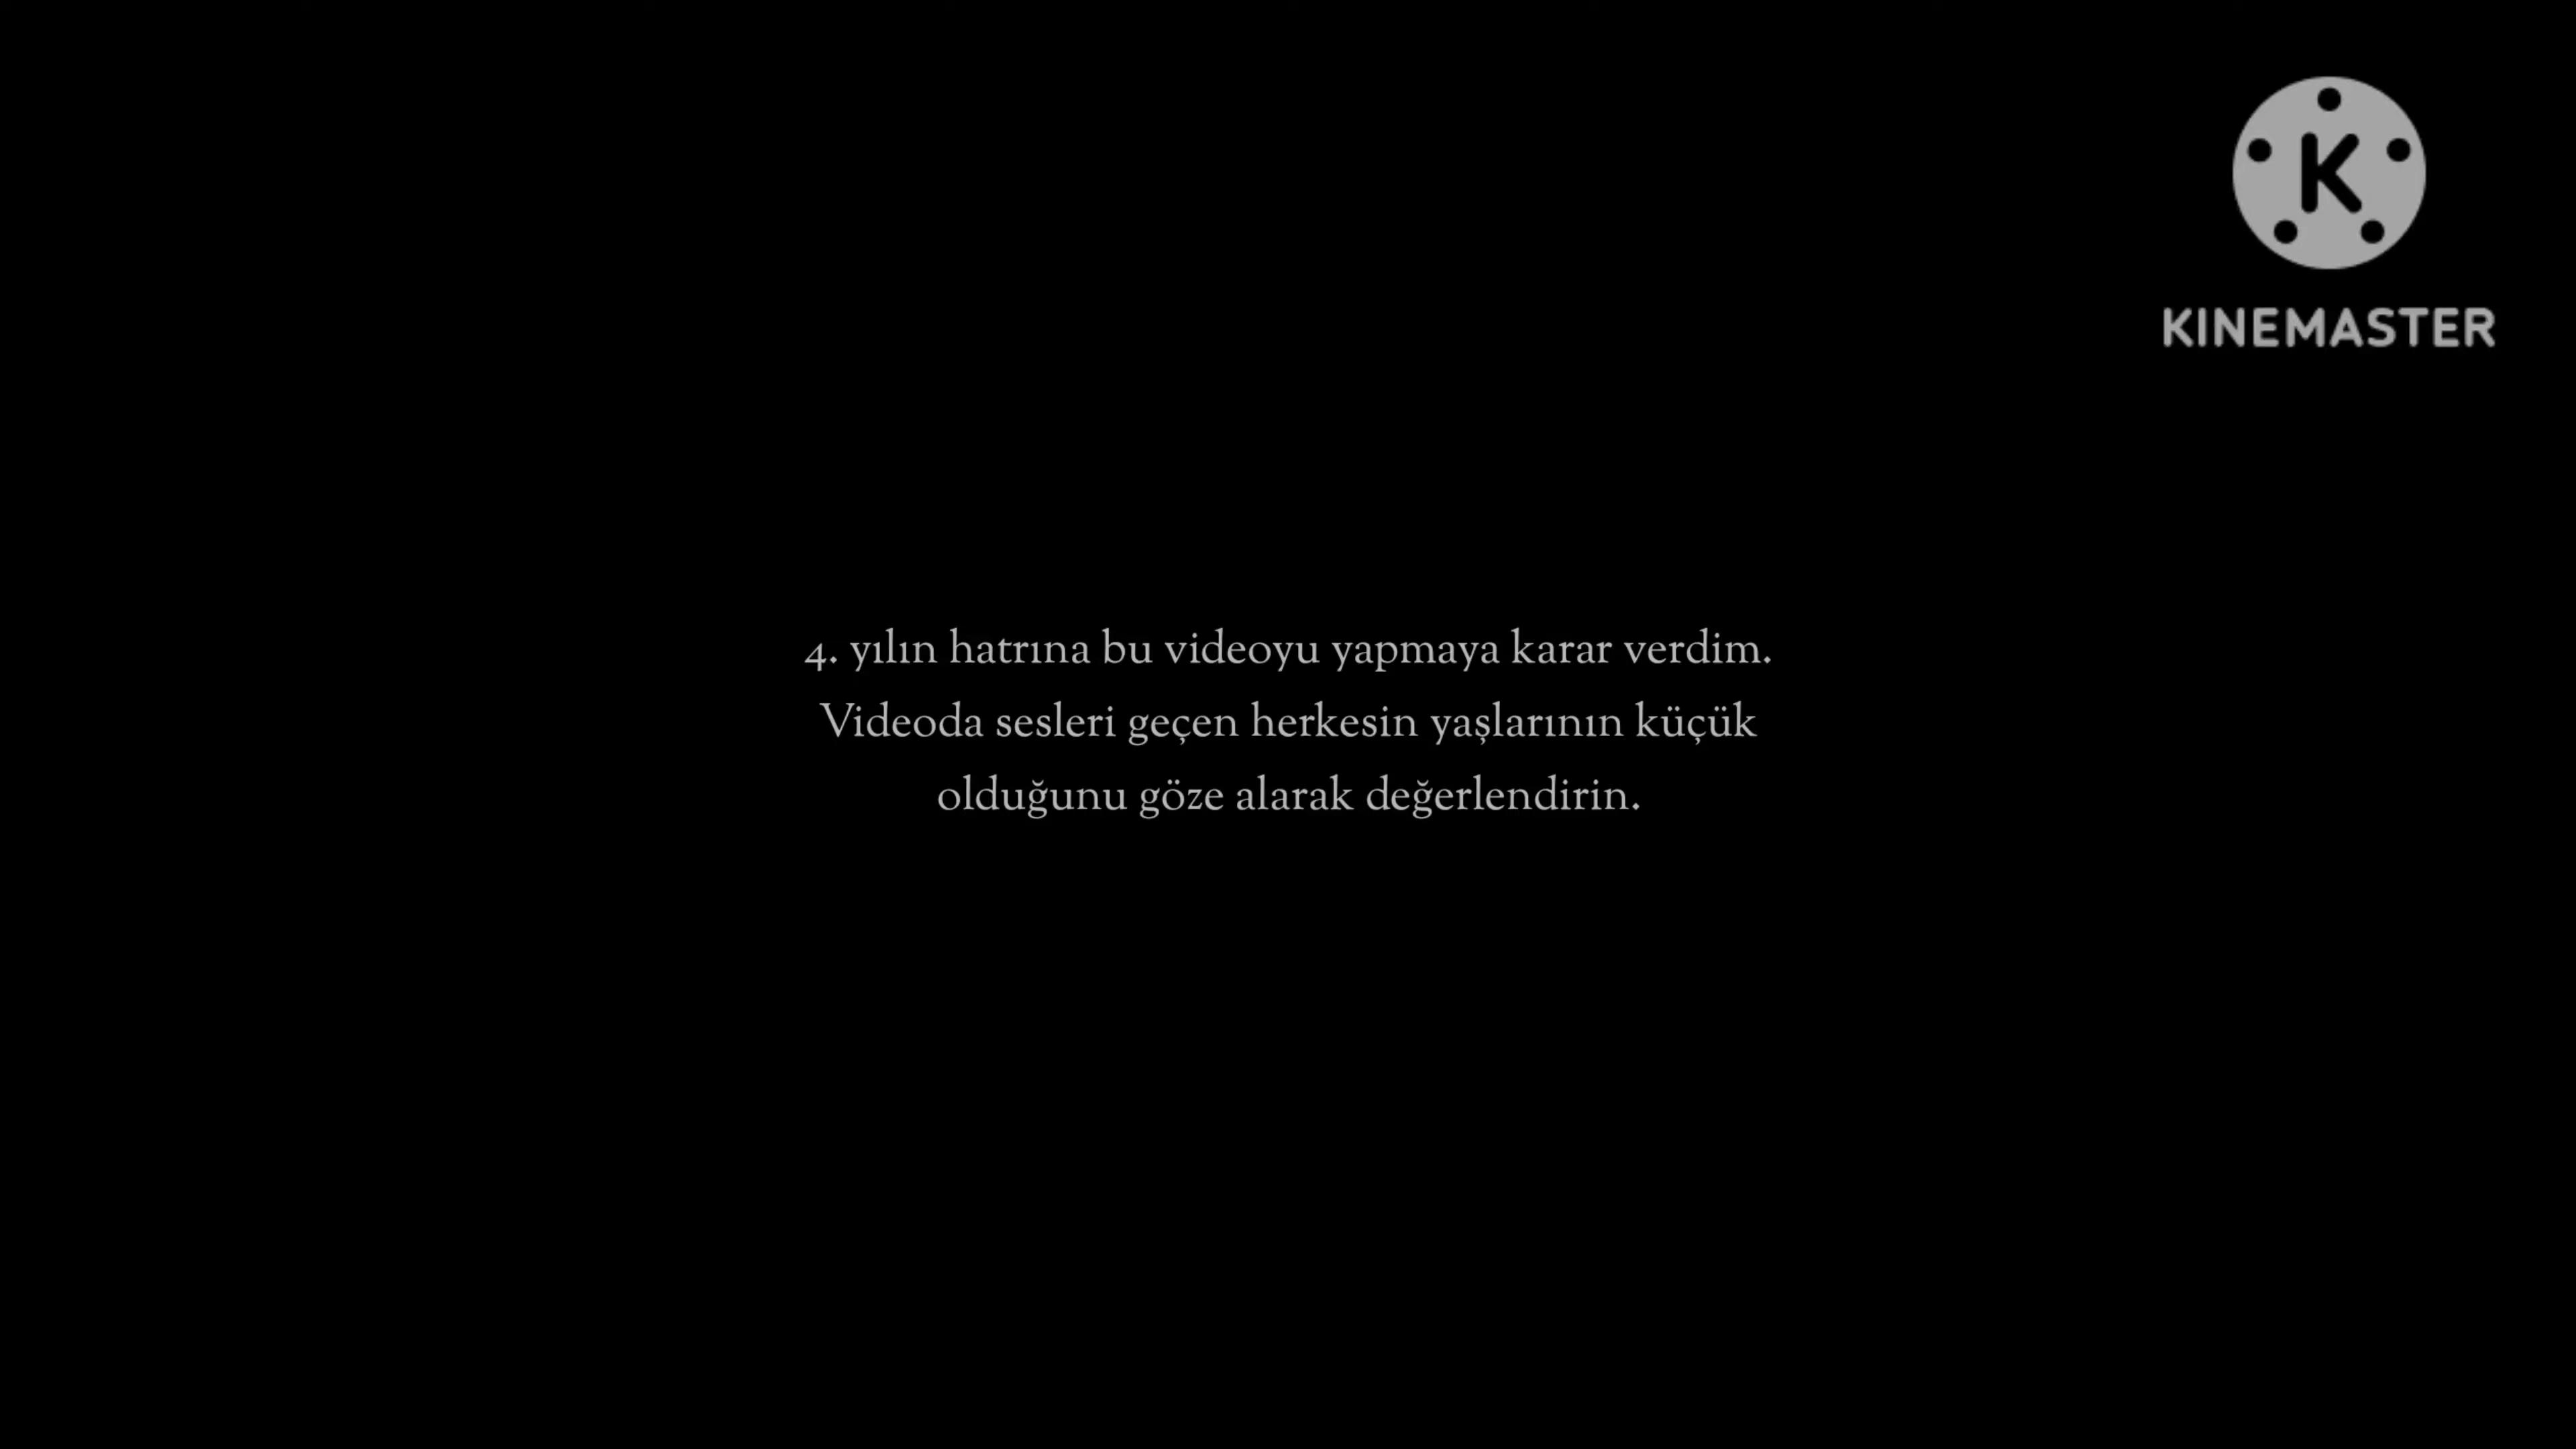 K
KINEMASTER
4. yılın hatrına bu videoyu yapmaya karar verdim.
Videoda sesleri geçen herkesin yaşlarının küçük
olduğunu göze alarak değerlendirin.